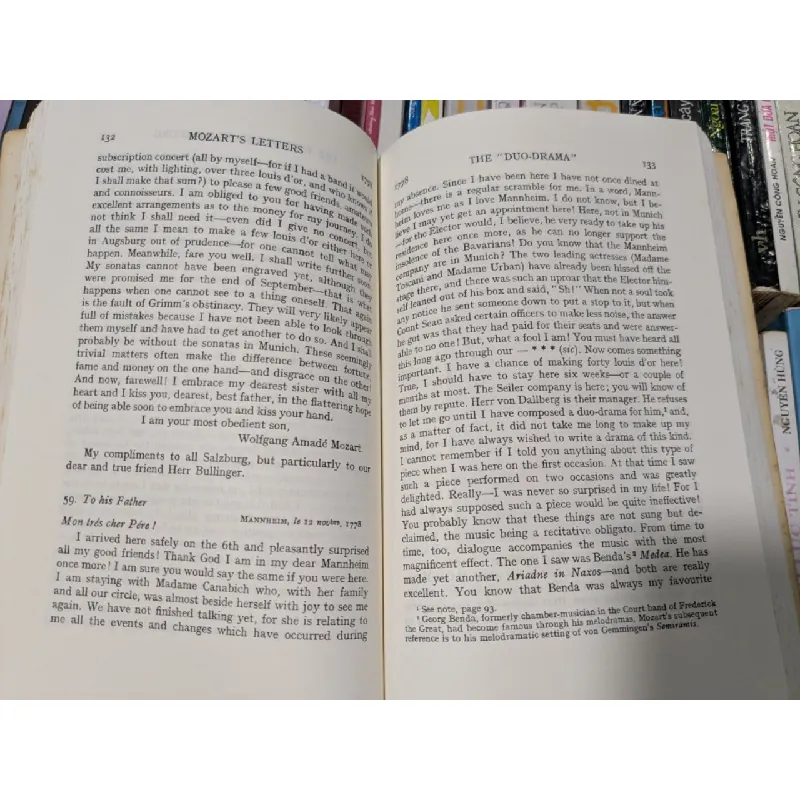 132 MOZART'S LETTERS
subscription concert (all by myself—for if I had a band it would
cost me, with lighting, over three louis d'or, and who knows if
I shall make that sum?) to please a few good friends, amateurs
and connoisseurs. I am obliged to you for having made such
excellent arrangements as to the money for my journey. I do
not think I shall need it—even did I give no concert, but
all the same I mean to make a few louis d'or either here or
in Augsburg out of prudence—for one cannot tell what may
happen. Meanwhile, fare you well. I shall write further soon.
My sonatas cannot have been engraved yet, although they
were promised me for the end of September—that is what
happens when one cannot see to a thing oneself. That again
is the fault of Grimm's obstinacy. They will very likely appear
full of mistakes because I have not been able to look through
them myself and have had to get another to do so. And I shall
probably be without the sonatas in Munich. These seemingly
trivial matters often make the difference between fortune,
fame and money on the one hand—and disgrace on the other!
And now, farewell! I embrace my dearest sister with all my
heart and I kiss you, dearest, best father, in the flattering hope
of being able soon to embrace you and kiss your hand.
I am your most obedient son,
Wolfgang Amadé Mozart
My compliments to all Salzburg, but particularly to our
dear and true friend Herr Bullinger.
59. To his Father
MANNHEIM, le 12 novbre, 1778
Mon trés cher Pére!
I arrived here safely on the 6th and pleasantly surprised
all my good friends! Thank God I am in my dear Mannheim
once more! I am sure you would say the same if you were here.
I am staying with Madame Canabich who, with her family
and all our circle, was almost beside herself with joy to see me
again. We have not finished talking yet, for she is relating to
me all the events and changes which have occurred during
1778 THE "DUO-DRAMA" 133
my absence. Since I have been here I have not once dined at
home—there is a regular scramble for me. In a word, Mann-
heim loves me as I love Mannheim. I do not know, but I be-
lieve I may yet get an appointment here! Here, not in Munich
—for the Elector would, I believe, be very ready to take up his
residence here once more, as he can no longer support the
insolence of the Bavarians! Do you know that the Mannheim
company are in Munich? The two leading actresses (Madame
Toscani and Madame Urban) have already been hissed off the
stage there, and there was such an uproar that the Elector him-
self leaned out of his box and said, "Sh!" When not a soul took
any notice he sent someone down to put a stop to it, but when
Count Seau asked certain officers to make less noise, the answer
he got was that they had paid for their seats and were answer-
able to no one! But, what a fool I am! You must have heard all
this long ago through our — * * * (sic). Now comes something
important. I have a chance of making forty louis d'or here!
True, I should have to stay here six weeks—or a couple of
months at most. The Seiler company is here; you will know of
them by repute. Herr von Dallberg is their manager. He refuses
to let me go until I have composed a duo-drama for him,¹ and,
as a matter of fact, it did not take me long to make up my
mind, for I have always wished to write a drama of this kind.
I cannot remember if I told you anything about this type of
piece when I was here on the first occasion. At that time I saw
such a piece performed on two occasions and was greatly
delighted. Really—I was never so surprised in my life! For I
had always supposed such a piece would be quite ineffective!
You probably know that these things are not sung but de-
claimed, the music being a recitative obligato. From time to
time, too, dialogue accompanies the music with the most
magnificent effect. The one I saw was Benda's² Medea. He has
made yet another, Ariadne in Naxos—and both are really
excellent. You know that Benda was always my favourite
¹ See note, page 93.
² Georg Benda, formerly chamber-musician in the Court band of Frederick
the Great, had become famous through his melodramas. Mozart's subsequent
reference is to his melodramatic setting of von Gemmingen's Semiramis.
NGUYỄN CÔNG HOAN
NGUYÊN HÙNG